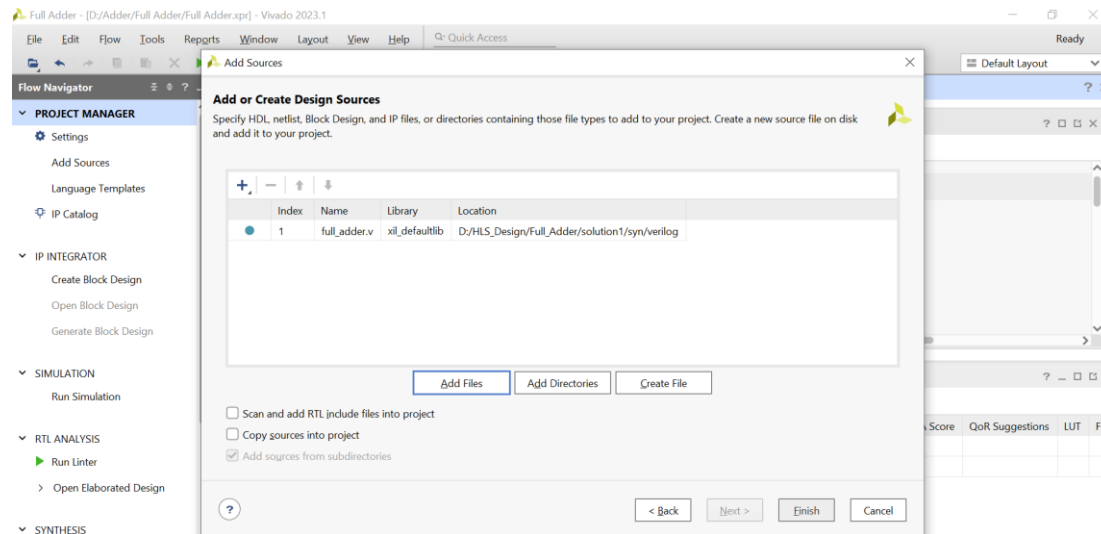 Full Adder - [D:/Adder/Full Adder/Full Adder.xpr] - Vivado 2023.1
File Edit Flow Tools Reports Window Layout View Help Quick Access Ready
Add Sources
Default Layout
Flow Navigator
PROJECT MANAGER
Settings
Add Sources
Language Templates
IP Catalog
IP INTEGRATOR
Create Block Design
Open Block Design
Generate Block Design
SIMULATION
Run Simulation
RTL ANALYSIS
Run Linter
Open Elaborated Design
SYNTHESIS
Add or Create Design Sources
Specify HDL, netlist, Block Design, and IP files, or directories containing those file types to add to your project. Create a new source file on disk
and add it to your project.
Index Name Library Location
1 full_adder.v xil_defaultlib D:/HLS_Design/Full_Adder/solution1/syn/verilog
Add Files Add Directories Create File
Scan and add RTL include files into project
Copy sources into project
Add sources from subdirectories
? < Back Next > Finish Cancel
Score QoR Suggestions LUT F